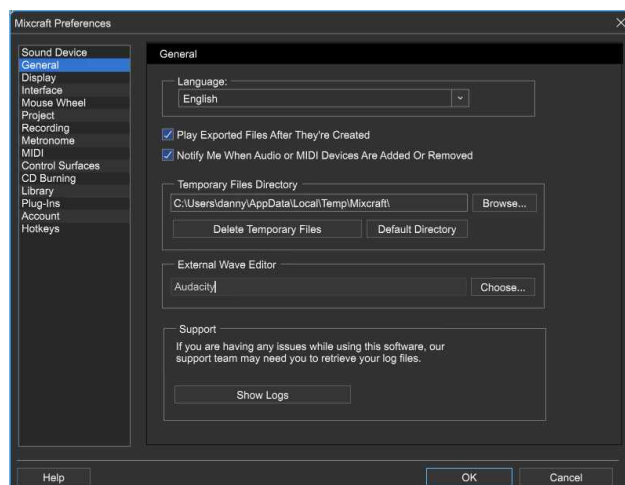 Mixcraft Preferences
Sound Device
General
Display
Interface
Mouse Wheel
Project
Recording
Metronome
MIDI
Control Surfaces
CD Burning
Library
Plug-Ins
Account
Hotkeys
General
Language:
English
Play Exported Files After They're Created
Notify Me When Audio or MIDI Devices Are Added Or Removed
Temporary Files Directory
C:\Users\danny\AppData\Local\Temp\Mixcraft\
Browse...
Delete Temporary Files
Default Directory
External Wave Editor
Audacity
Choose...
Support
If you are having any issues while using this software, our
support team may need you to retrieve your log files.
Show Logs
Help
OK
Cancel